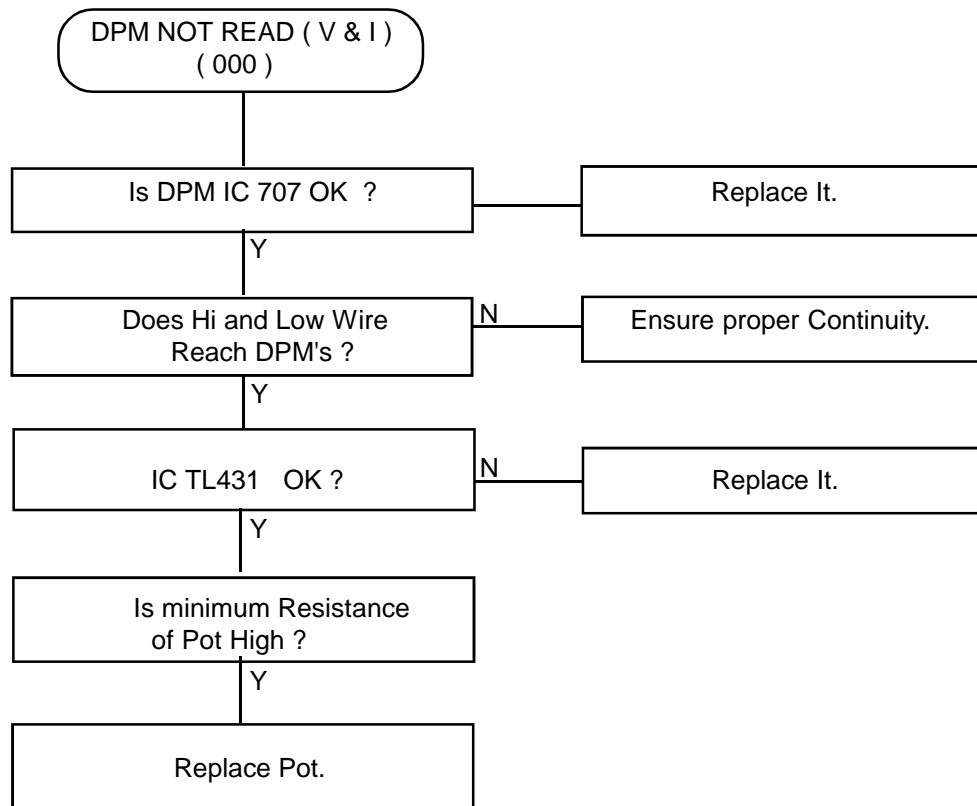 DPM NOT READ ( V & I )
( 000 )
Is DPM IC 707 OK ?
Replace It.
Y
Does Hi and Low Wire
Reach DPM's ?
N
Ensure proper Continuity.
Y
IC TL431 OK ?
N
Replace It.
Y
Is minimum Resistance
of Pot High ?
Y
Replace Pot.